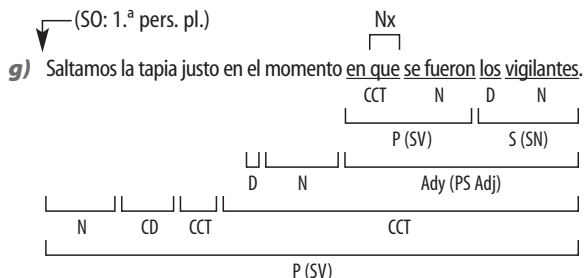 (SO: 1.ª pers. pl.) Nx
g) Saltamos la tapia justo en el momento en que se fueron los vigilantes.
CCT N D N
P (SV) S (SN)
D N Ady (PS Adj)
N CD CCT CCT
P (SV)